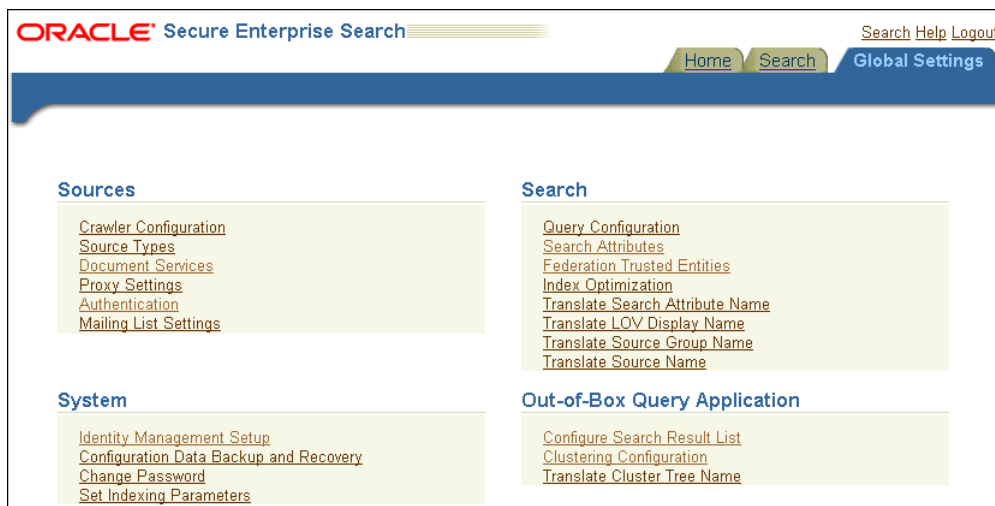 ORACLE Secure Enterprise Search
Search Help Logout
Home Search Global Settings
Sources
Crawler Configuration
Source Types
Document Services
Proxy Settings
Authentication
Mailing List Settings
Search
Query Configuration
Search Attributes
Federation Trusted Entities
Index Optimization
Translate Search Attribute Name
Translate LOV Display Name
Translate Source Group Name
Translate Source Name
System
Identity Management Setup
Configuration Data Backup and Recovery
Change Password
Set Indexing Parameters
Out-of-Box Query Application
Configure Search Result List
Clustering Configuration
Translate Cluster Tree Name